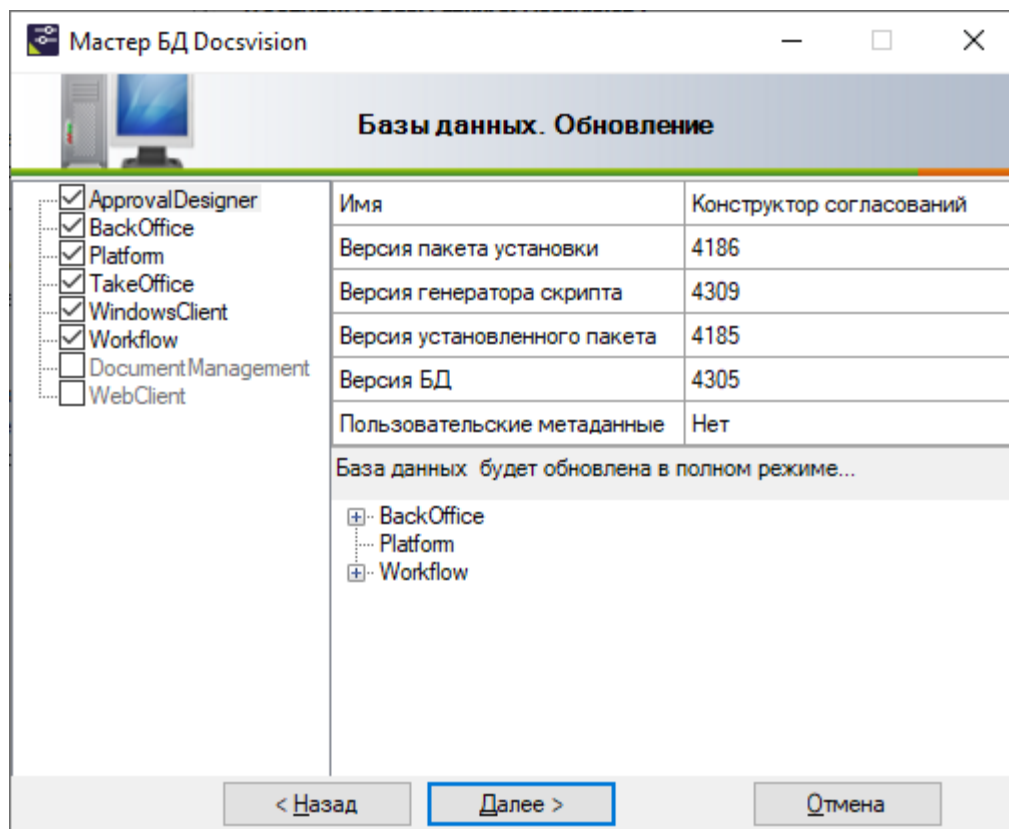 Мастер БД Docsvision
Базы данных. Обновление
ApprovalDesigner
BackOffice
Platform
TakeOffice
WindowsClient
Workflow
DocumentManagement
WebClient
Имя Конструктор согласований
Версия пакета установки 4186
Версия генератора скрипта 4309
Версия установленного пакета 4185
Версия БД 4305
Пользовательские метаданные Нет
База данных будет обновлена в полном режиме...
BackOffice
Platform
Workflow
< Назад Далее > Отмена